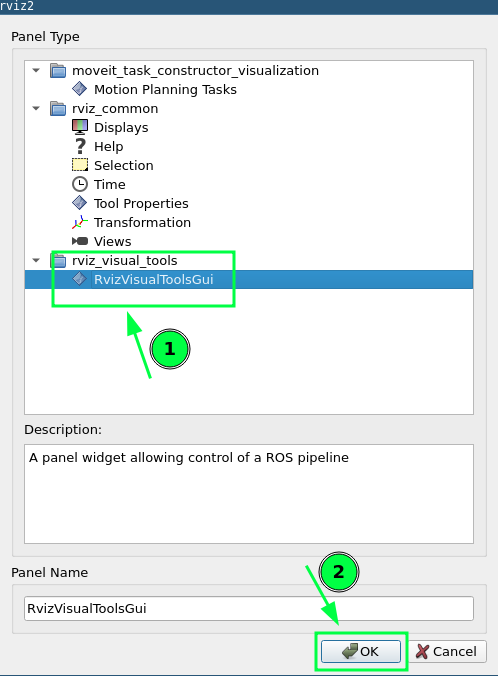 rviz2
Panel Type
moveit_task_constructor_visualization
Motion Planning Tasks
rviz_common
Displays
Help
Selection
Time
Tool Properties
Transformation
Views
rviz_visual_tools
RvizVisualToolsGui
1
Description:
A panel widget allowing control of a ROS pipeline
2
Panel Name
RvizVisualToolsGui
OK
Cancel